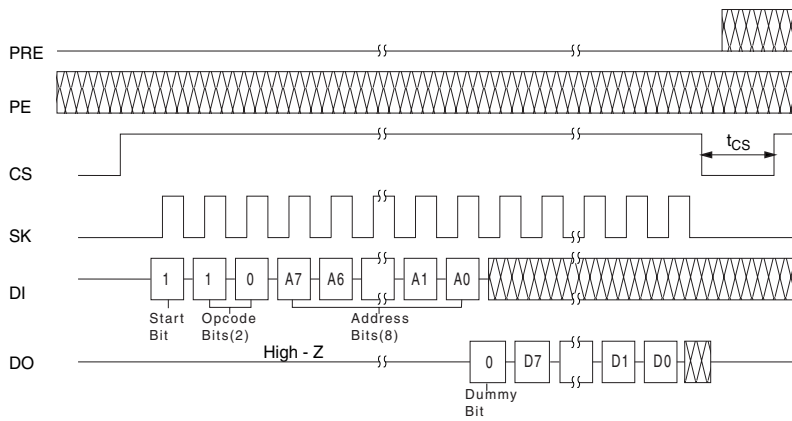 PRE
PE
CS
tCS
SK
DI
1 1 0 A7 A6 A1 A0
Start Bit
Opcode Bits(2)
Address Bits(8)
DO
High - Z
0 D7 D1 D0
Dummy Bit